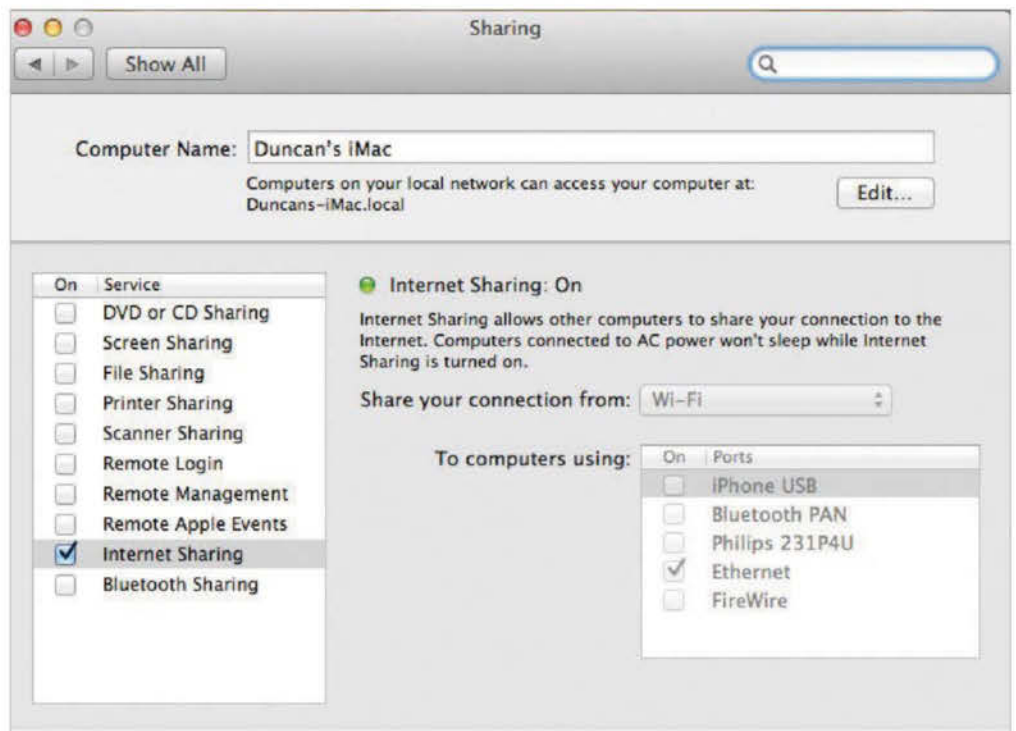 Sharing
Show All
Computer Name: Duncan's iMac
Computers on your local network can access your computer at:
Duncans-iMac.local
Edit...
On Service
DVD or CD Sharing
Screen Sharing
File Sharing
Printer Sharing
Scanner Sharing
Remote Login
Remote Management
Remote Apple Events
Internet Sharing
Bluetooth Sharing
Internet Sharing: On
Internet Sharing allows other computers to share your connection to the
Internet. Computers connected to AC power won't sleep while Internet
Sharing is turned on.
Share your connection from: Wi-Fi
To computers using:
On Ports
iPhone USB
Bluetooth PAN
Philips 231P4U
Ethernet
FireWire